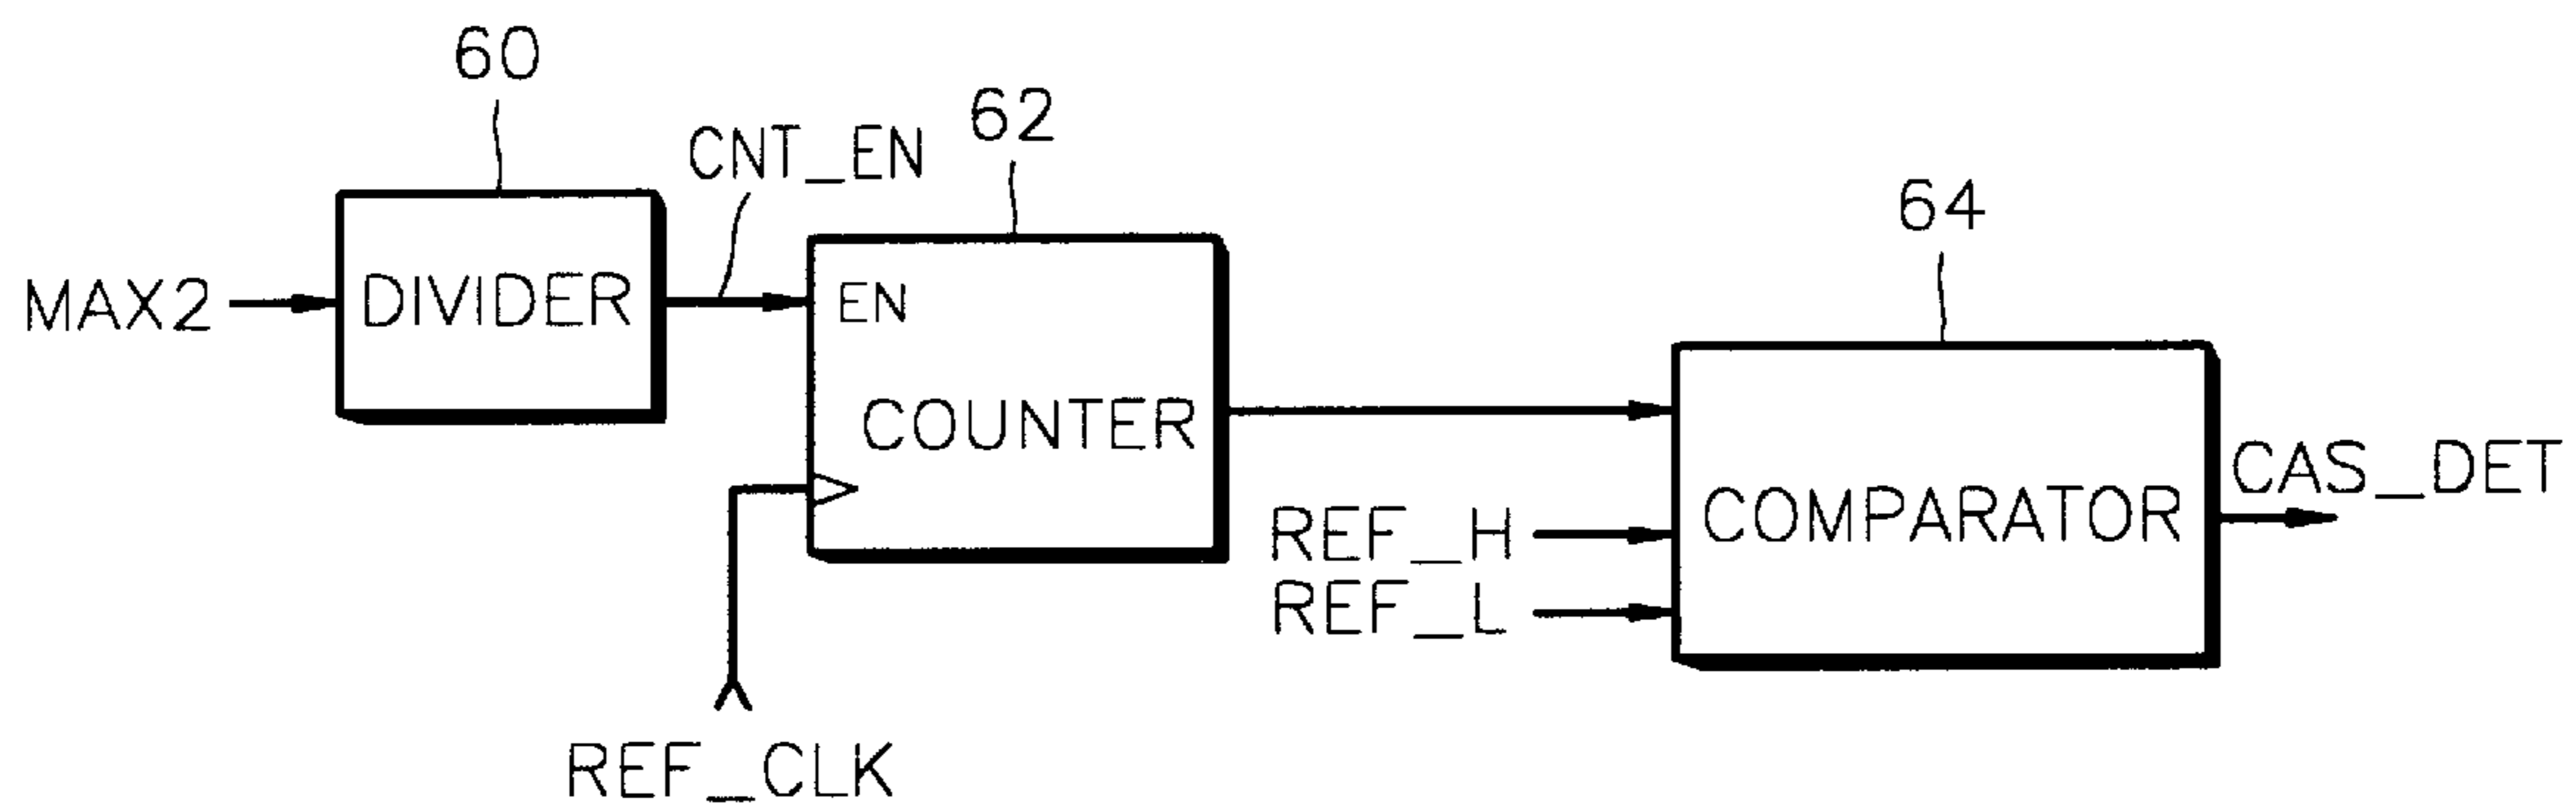 60
CNT_EN
62
64
MAX2
DIVIDER
EN
COUNTER
CAS_DET
COMPARATOR
REF_H
REF_L
REF_CLK